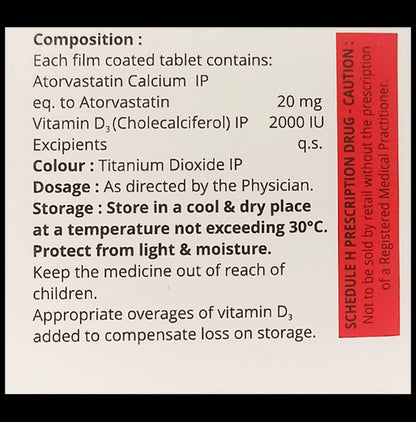 Composition :
Each film coated tablet contains:
Atorvastatin Calcium IP
eq. to Atorvastatin 20 mg
Vitamin D₃ (Cholecalciferol) IP 2000 IU
Excipients q.s.
Colour : Titanium Dioxide IP
Dosage : As directed by the Physician.
Storage : Store in a cool & dry place
at a temperature not exceeding 30°C.
Protect from light & moisture.
Keep the medicine out of reach of
children.
Appropriate overages of vitamin D₃
added to compensate loss on storage.
SCHEDULE H PRESCRIPTION DRUG - CAUTION :
Not to be sold by retail without the prescription
of a Registered Medical Practitioner.